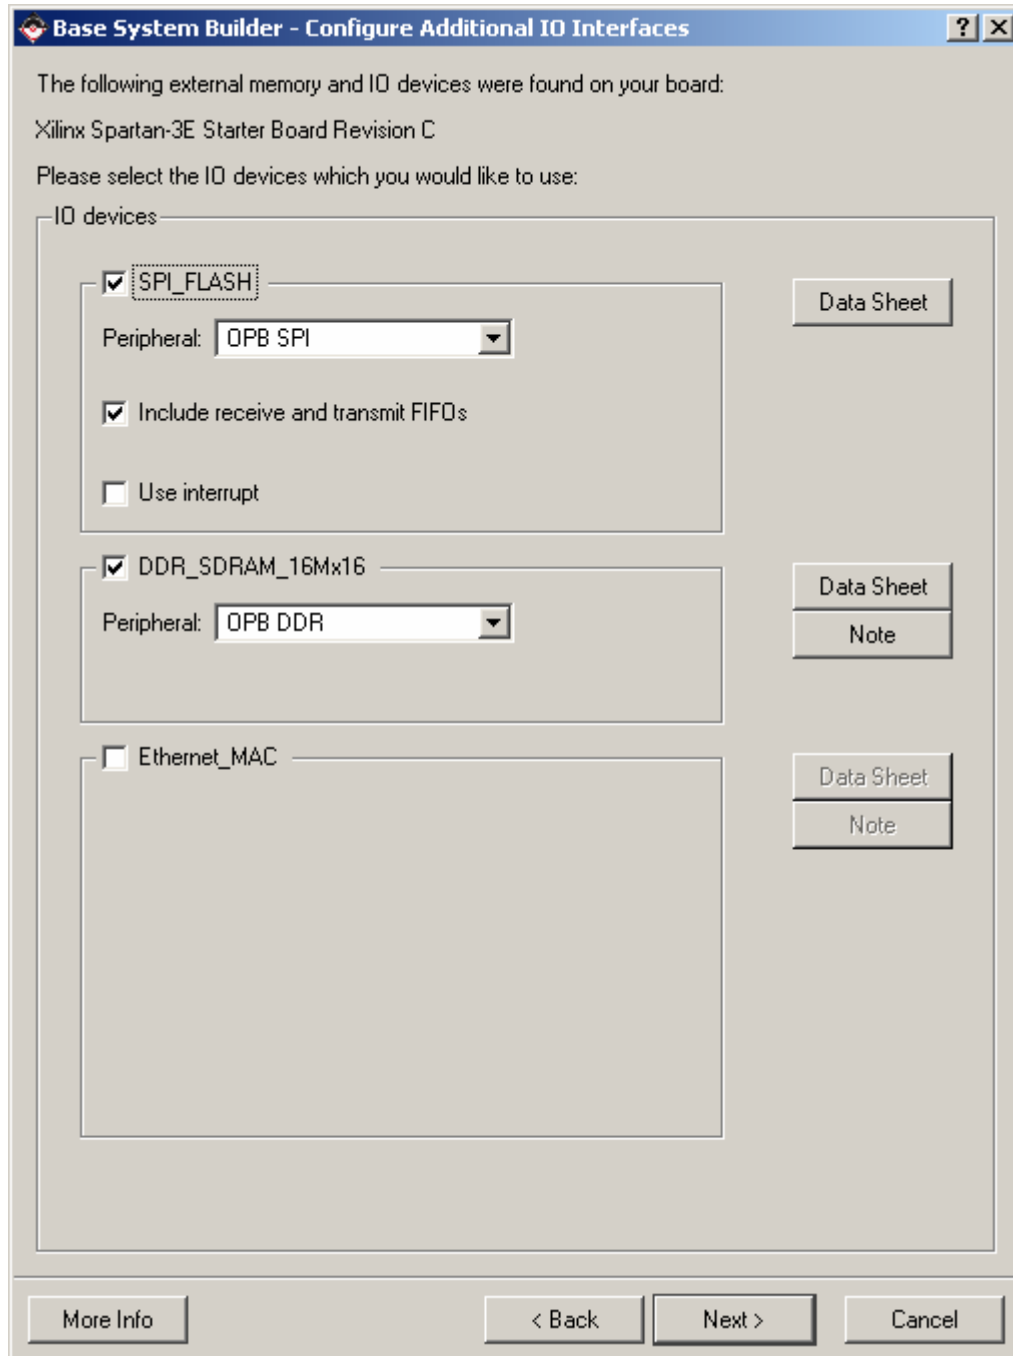 Base System Builder - Configure Additional IO Interfaces
The following external memory and IO devices were found on your board:
Xilinx Spartan-3E Starter Board Revision C
Please select the IO devices which you would like to use:
IO devices
SPI_FLASH
Data Sheet
Peripheral: OPB SPI
Include receive and transmit FIFOs
Use interrupt
DDR_SDRAM_16Mx16
Data Sheet
Peripheral: OPB DDR
Note
Ethernet_MAC
Data Sheet
Note
More Info < Back Next > Cancel